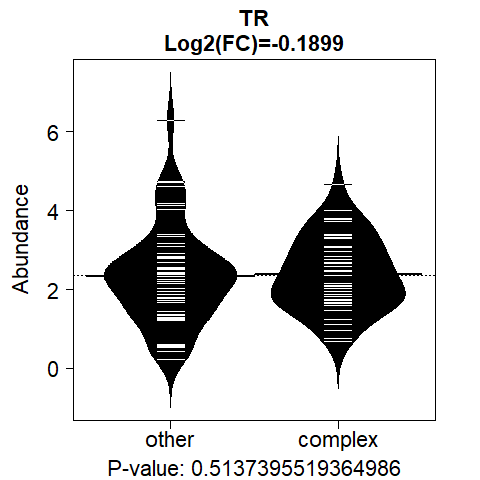 TR
Log2(FC)=-0.1899
Abundance
6
4
2
0
other complex
P-value: 0.5137395519364986